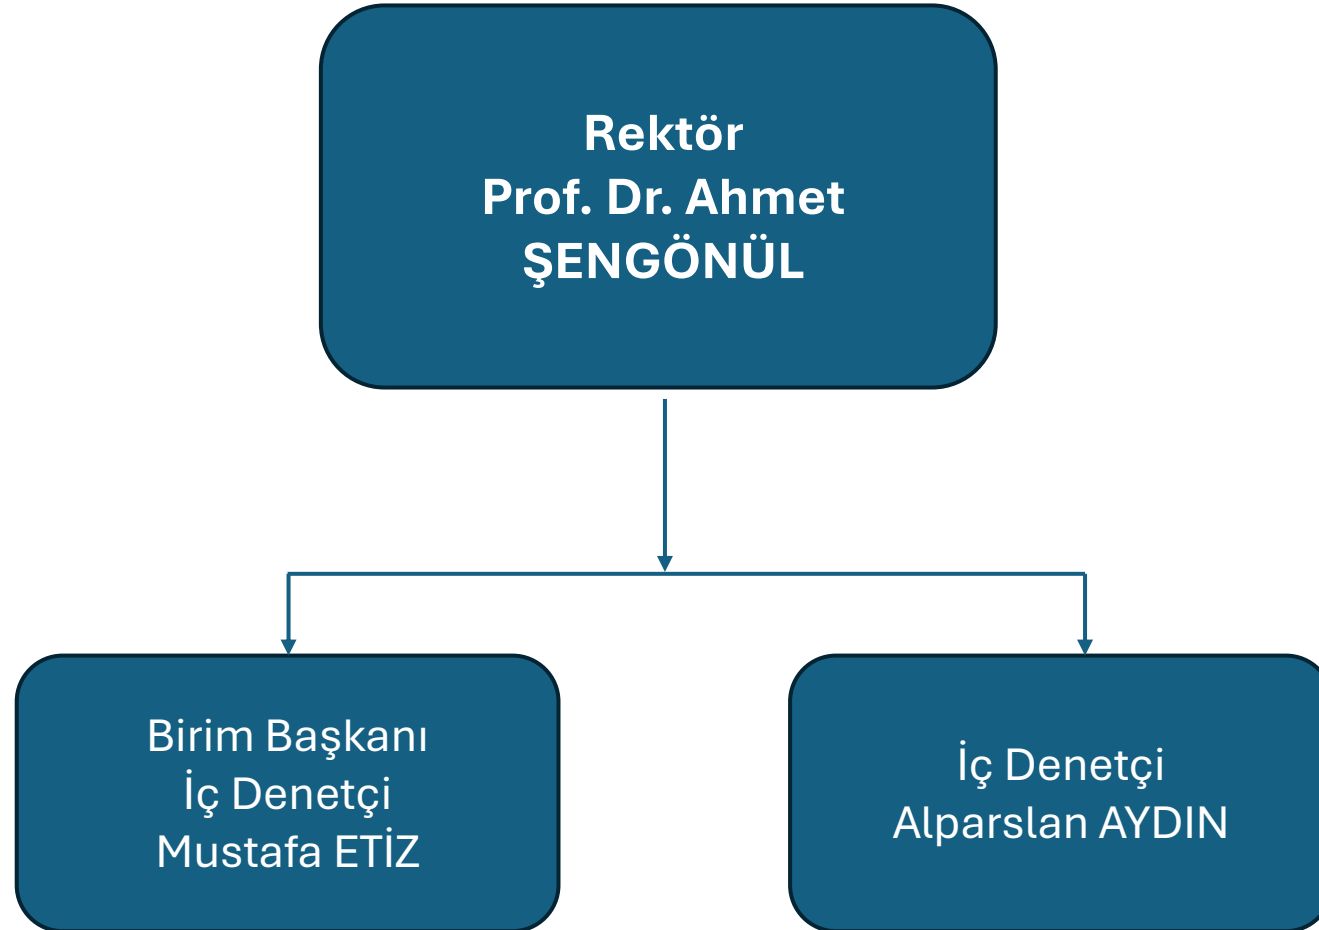 Rektör
Prof. Dr. Ahmet
ŞENGÖNÜL
Birim Başkanı
İç Denetçi
Mustafa ETİZ
İç Denetçi
Alparslan AYDIN